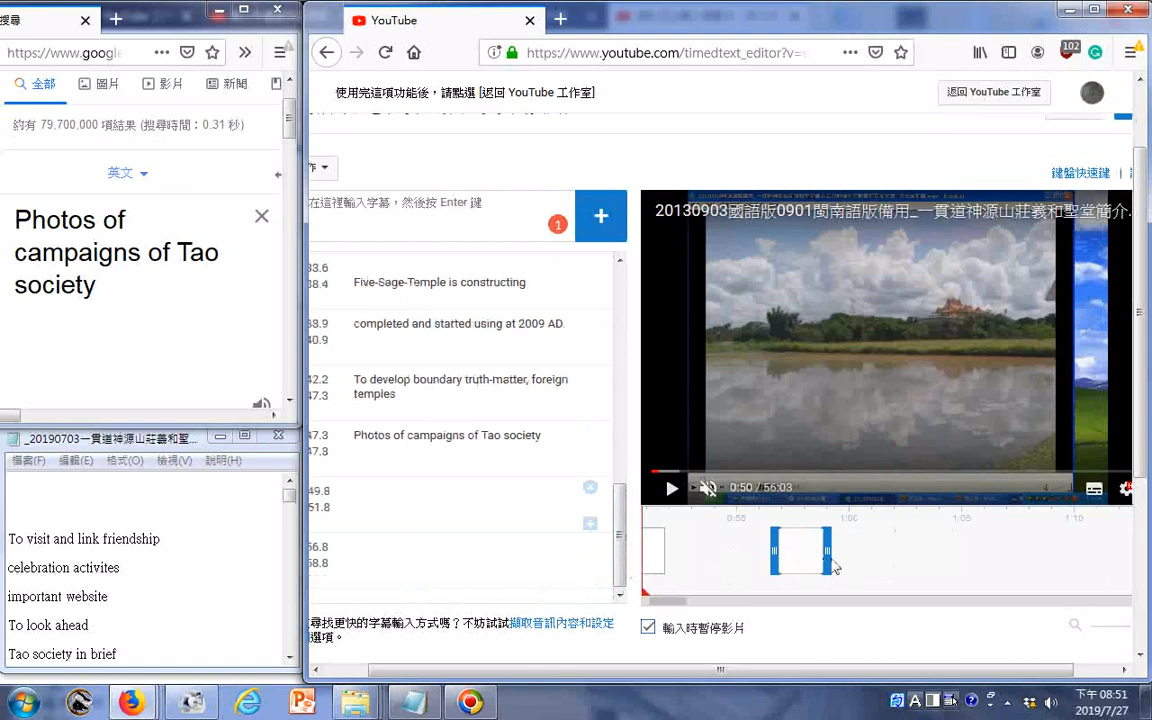 搜尋
https://www.google
全部
圖片
影片
新聞
約有 79,700,000 項結果 (搜尋時間：0.31 秒)
英文
Photos of
campaigns of Tao
society
_20190703一貫道神源山莊義和聖...
檔案(F)
編輯(E)
格式(O)
檢視(V)
說明(H)
To visit and link friendship
celebration activites
important website
To look ahead
Tao society in brief
YouTube
https://www.youtube.com/timedtext_editor?v=
102
使用完這項功能後，請點選 [返回 YouTube 工作室]
返回 YouTube 工作室
作
鍵盤快速鍵
在這裡輸入字幕，然後按 Enter 鍵
1
+
38.6
38.4
Five-Sage-Temple is constructing
38.9
40.9
completed and started using at 2009 AD.
42.2
47.3
To develop boundary truth-matter, foreign
temples
47.3
47.8
Photos of campaigns of Tao society
49.8
51.8
56.8
58.8
20130903國語版0901閩南語版備用_一貫道神源山莊義和聖堂簡介...
0:50 / 56:03
0:55
1:00
1:05
1:10
尋找更快的字幕輸入方式嗎？不妨試試擷取音訊內容和設定
選項。
輸入時暫停影片
下午 08:51
2019/7/27